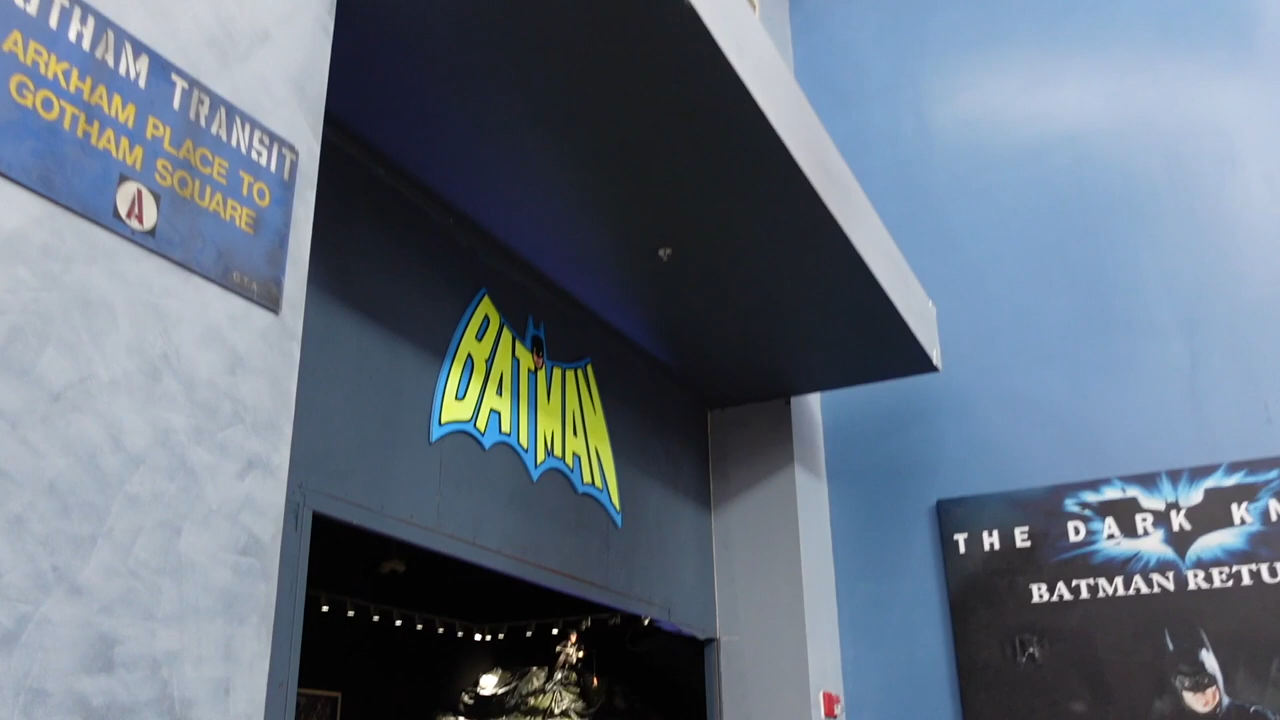 THAM TRANSIT
ARKHAM PLACE TO
GOTHAM SQUARE
A
G.T.A.
BATMAN
THE DARK KN
BATMAN RETU